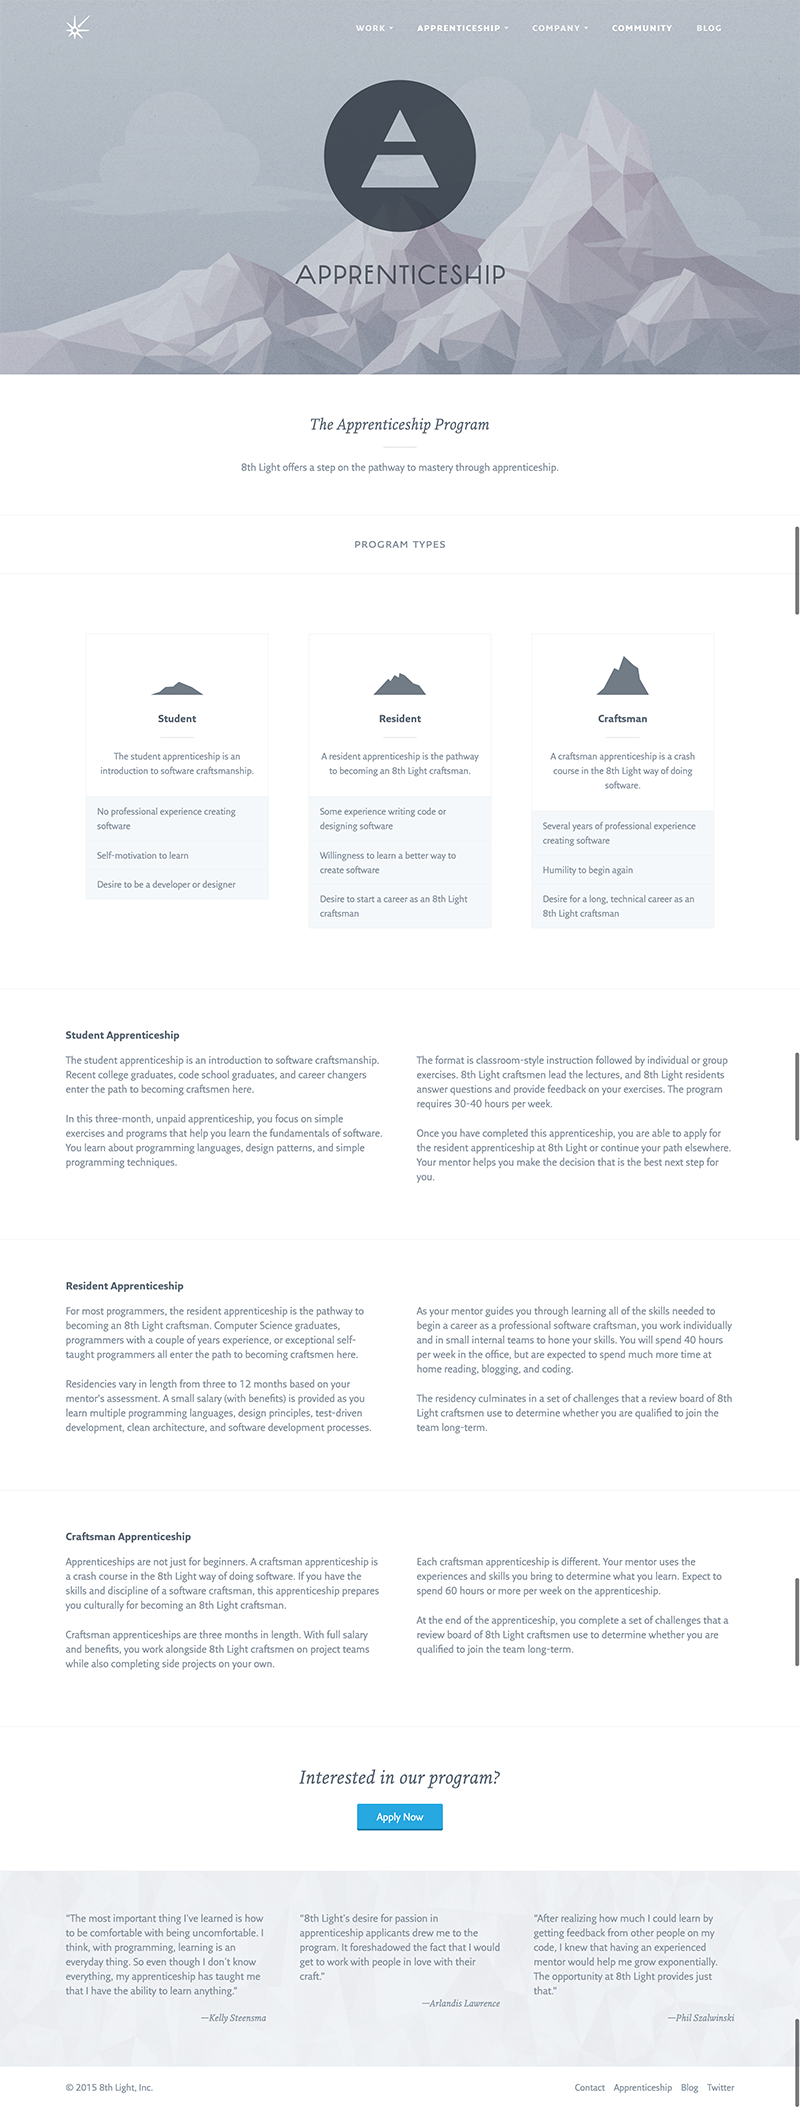 WORK APPRENTICESHIP COMPANY COMMUNITY BLOG
APPRENTICESHIP
The Apprenticeship Program
8th Light offers a step on the pathway to mastery through apprenticeship.
PROGRAM TYPES
Student
The student apprenticeship is an
introduction to software craftsmanship.
No professional experience creating
software
Self-motivation to learn
Desire to be a developer or designer
Resident
A resident apprenticeship is the pathway
to becoming an 8th Light craftsman.
Some experience writing code or
designing software
Willingness to learn a better way to
create software
Desire to start a career as an 8th Light
craftsman
Craftsman
A craftsman apprenticeship is a crash
course in the 8th Light way of doing
software.
Several years of professional experience
creating software
Humility to begin again
Desire for a long, technical career as an
8th Light craftsman
Student Apprenticeship
The student apprenticeship is an introduction to software craftsmanship.
Recent college graduates, code school graduates, and career changers
enter the path to becoming craftsmen here.
In this three-month, unpaid apprenticeship, you focus on simple
exercises and programs that help you learn the fundamentals of software.
You learn about programming languages, design patterns, and simple
programming techniques.
The format is classroom-style instruction followed by individual or group
exercises. 8th Light craftsmen lead the lectures, and 8th Light residents
answer questions and provide feedback on your exercises. The program
requires 30-40 hours per week.
Once you have completed this apprenticeship, you are able to apply for
the resident apprenticeship at 8th Light or continue your path elsewhere.
Your mentor helps you make the decision that is the best next step for
you.
Resident Apprenticeship
For most programmers, the resident apprenticeship is the pathway to
becoming an 8th Light craftsman. Computer Science graduates,
programmers with a couple of years experience, or exceptional self-
taught programmers all enter the path to becoming craftsmen here.
Residencies vary in length from three to 12 months based on your
mentor's assessment. A small salary (with benefits) is provided as you
learn multiple programming languages, design principles, test-driven
development, clean architecture, and software development processes.
As your mentor guides you through learning all of the skills needed to
begin a career as a professional software craftsman, you work individually
and in small internal teams to hone your skills. You will spend 40 hours
per week in the office, but are expected to spend much more time at
home reading, blogging, and coding.
The residency culminates in a set of challenges that a review board of 8th
Light craftsmen use to determine whether you are qualified to join the
team long-term.
Craftsman Apprenticeship
Apprenticeships are not just for beginners. A craftsman apprenticeship is
a crash course in the 8th Light way of doing software. If you have the
skills and discipline of a software craftsman, this apprenticeship prepares
you culturally for becoming an 8th Light craftsman.
Craftsman apprenticeships are three months in length. With full salary
and benefits, you work alongside 8th Light craftsmen on project teams
while also completing side projects on your own.
Each craftsman apprenticeship is different. Your mentor uses the
experiences and skills you bring to determine what you learn. Expect to
spend 60 hours or more per week on the apprenticeship.
At the end of the apprenticeship, you complete a set of challenges that a
review board of 8th Light craftsmen use to determine whether you are
qualified to join the team long-term.
Interested in our program?
Apply Now
"The most important thing I've learned is how
to be comfortable with being uncomfortable. I
think, with programming, learning is an
everyday thing. So even though I don't know
everything, my apprenticeship has taught me
that I have the ability to learn anything."
—Kelly Steensma
"8th Light's desire for passion in
apprenticeship applicants drew me to the
program. It foreshadowed the fact that I would
get to work with people in love with their
craft."
—Arlandis Lawrence
"After realizing how much I could learn by
getting feedback from other people on my
code, I knew that having an experienced
mentor would help me grow exponentially.
The opportunity at 8th Light provides just
that."
—Phil Szalwinski
© 2015 8th Light, Inc.
Contact Apprenticeship Blog Twitter